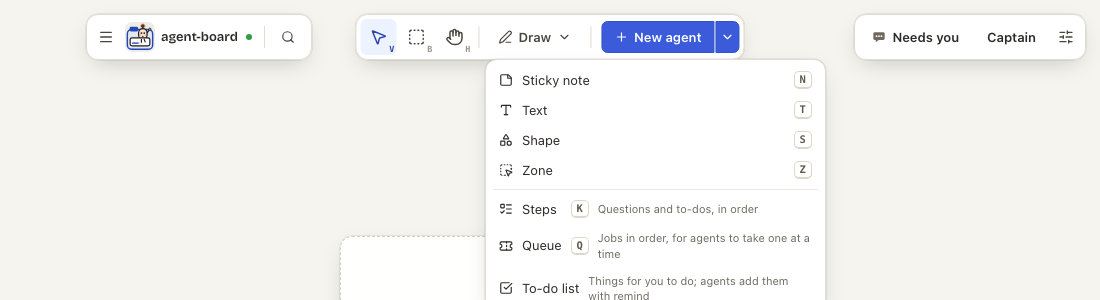 agent-board
V
B
H
Draw
+ New agent
Needs you
Captain
Sticky note N
Text T
Shape S
Zone Z
Steps K Questions and to-dos, in order
Queue Q Jobs in order, for agents to take one at a
time
To-do list Things for you to do; agents add them
with remind